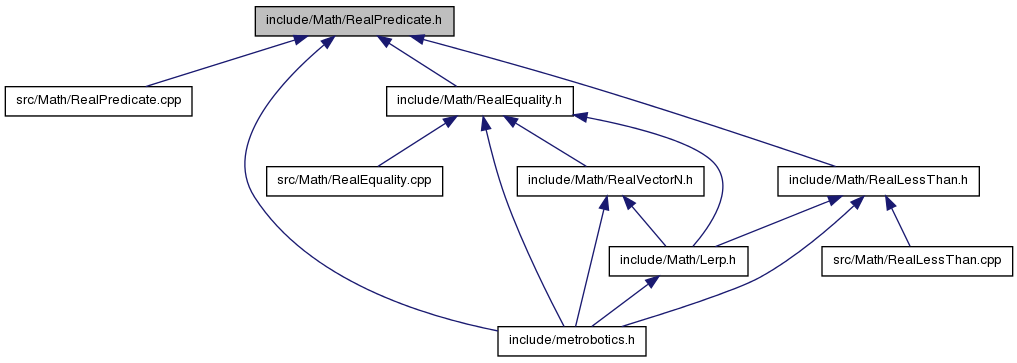 include/Math/RealPredicate.h
src/Math/RealPredicate.cpp
include/Math/RealEquality.h
src/Math/RealEquality.cpp
include/Math/RealVectorN.h
include/Math/RealLessThan.h
include/Math/Lerp.h
src/Math/RealLessThan.cpp
include/metrobotics.h